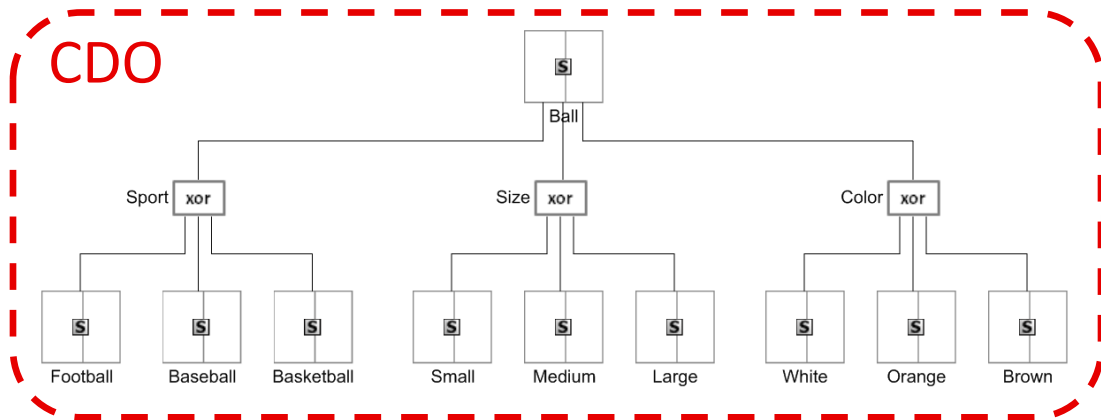 CDO
S
Ball
Sport xor Size xor Color xor
S S S S S S S S S
Football Baseball Basketball Small Medium Large White Orange Brown